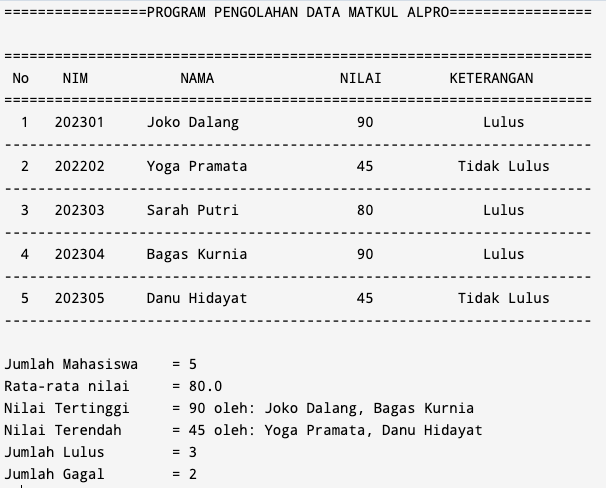 =================PROGRAM PENGOLAHAN DATA MATKUL ALPRO=================
======================================================================
No NIM NAMA NILAI KETERANGAN
======================================================================
1 202301 Joko Dalang 90 Lulus
----------------------------------------------------------------------
2 202202 Yoga Pramata 45 Tidak Lulus
----------------------------------------------------------------------
3 202303 Sarah Putri 80 Lulus
----------------------------------------------------------------------
4 202304 Bagas Kurnia 90 Lulus
----------------------------------------------------------------------
5 202305 Danu Hidayat 45 Tidak Lulus
----------------------------------------------------------------------
Jumlah Mahasiswa = 5
Rata-rata nilai = 80.0
Nilai Tertinggi = 90 oleh: Joko Dalang, Bagas Kurnia
Nilai Terendah = 45 oleh: Yoga Pramata, Danu Hidayat
Jumlah Lulus = 3
Jumlah Gagal = 2